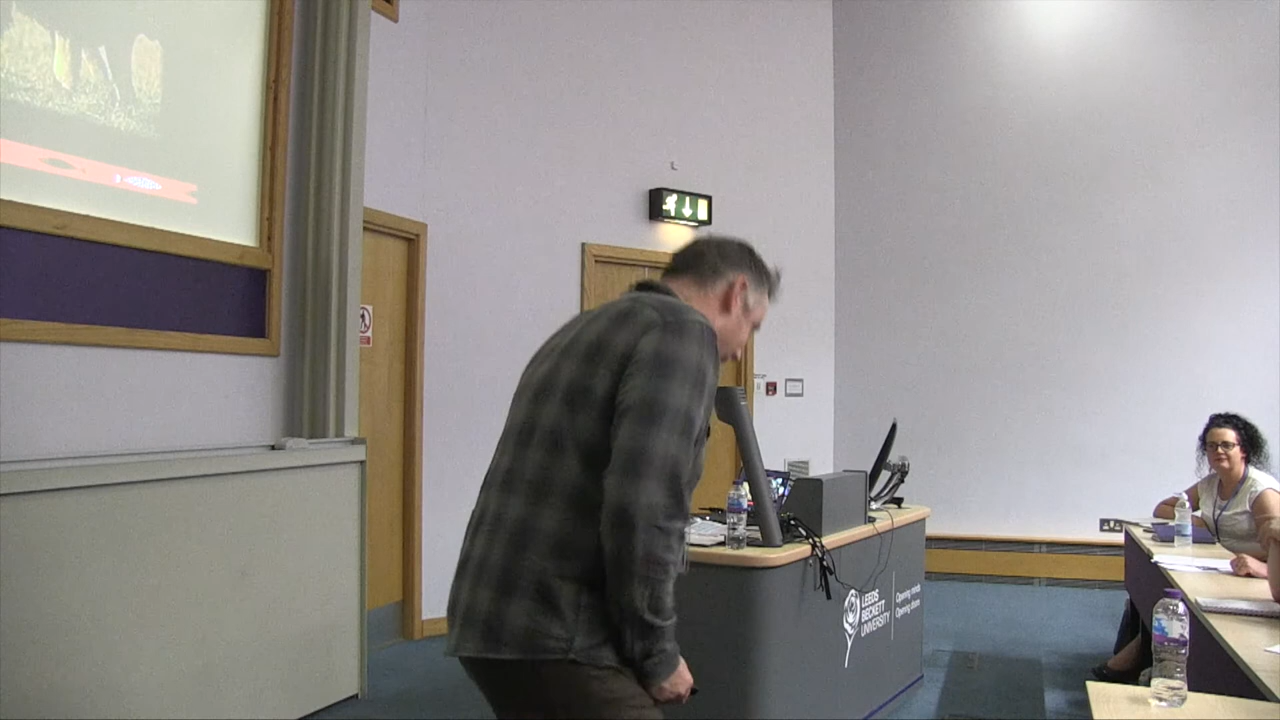 LEEDS
BECKETT
UNIVERSITY
Opening minds
Opening doors